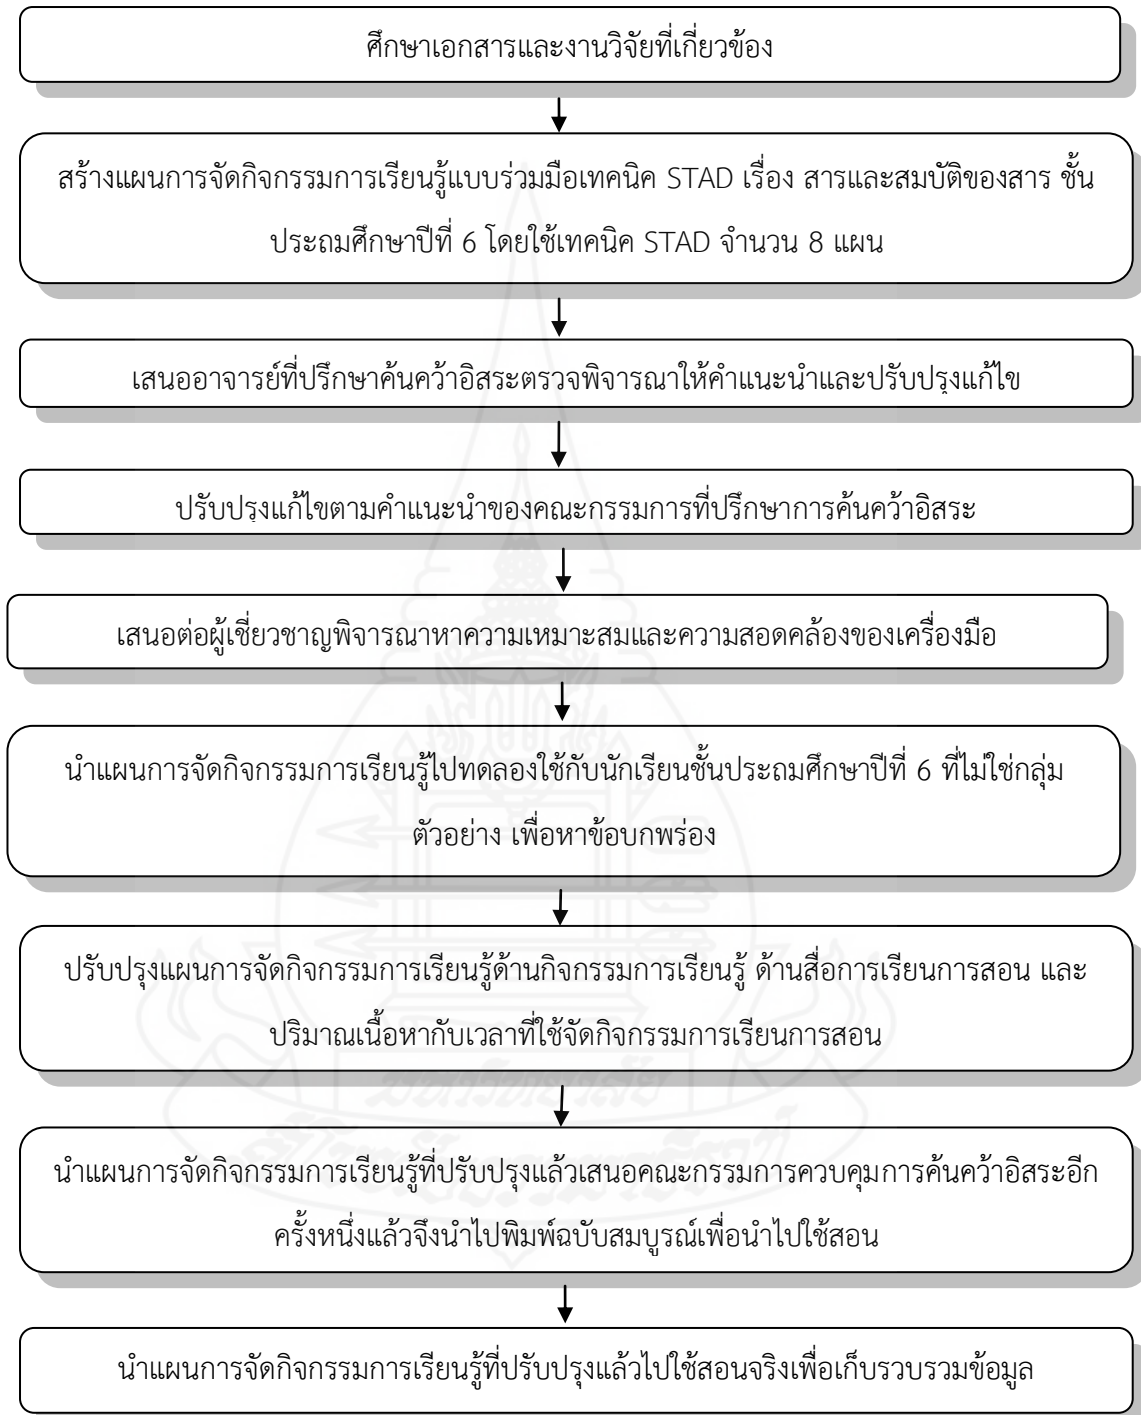 ศึกษาเอกสารและงานวิจัยที่เกี่ยวข้อง
สร้างแผนการจัดกิจกรรมการเรียนรู้แบบร่วมมือเทคนิค STAD เรื่อง สารและสมบัติของสาร ชั้น
ประถมศึกษาปีที่ 6 โดยใช้เทคนิค STAD จำนวน 8 แผน
เสนออาจารย์ที่ปรึกษาค้นคว้าอิสระตรวจพิจารณาให้คำแนะนำและปรับปรุงแก้ไข
ปรับปรุงแก้ไขตามคำแนะนำของคณะกรรมการที่ปรึกษาการค้นคว้าอิสระ
เสนอต่อผู้เชี่ยวชาญพิจารณาหาความเหมาะสมและความสอดคล้องของเครื่องมือ
นำแผนการจัดกิจกรรมการเรียนรู้ไปทดลองใช้กับนักเรียนชั้นประถมศึกษาปีที่ 6 ที่ไม่ใช่กลุ่ม
ตัวอย่าง เพื่อหาข้อบกพร่อง
ปรับปรุงแผนการจัดกิจกรรมการเรียนรู้ด้านกิจกรรมการเรียนรู้ ด้านสื่อการเรียนการสอน และ
ปริมาณเนื้อหากับเวลาที่ใช้จัดกิจกรรมการเรียนการสอน
มหาวิทยาลัย
สุโขทัยธรรมาธิราช
นำแผนการจัดกิจกรรมการเรียนรู้ที่ปรับปรุงแล้วเสนอคณะกรรมการควบคุมการค้นคว้าอิสระอีก
ครั้งหนึ่งแล้วจึงนำไปพิมพ์ฉบับสมบูรณ์เพื่อนำไปใช้สอน
นำแผนการจัดกิจกรรมการเรียนรู้ที่ปรับปรุงแล้วไปใช้สอนจริงเพื่อเก็บรวบรวมข้อมูล